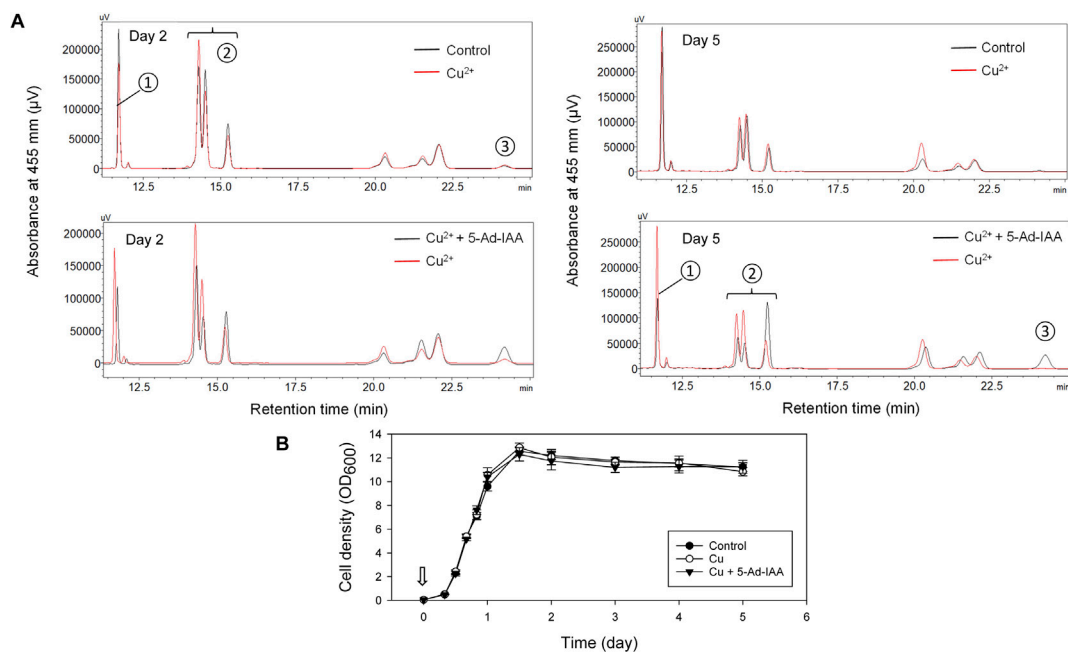 A
Absorbance at 455 mm (µV)
uV
Day 2
Control
Cu2+
①
②
③
200000
150000
100000
50000
0
12.5
15.0
17.5
20.0
22.5
min
uV
Day 5
Control
Cu2+
250000
200000
150000
100000
50000
0
12.5
15.0
17.5
20.0
22.5
min
uV
Day 2
Cu2+ + 5-Ad-IAA
Cu2+
200000
150000
100000
50000
0
12.5
15.0
17.5
20.0
22.5
min
Retention time (min)
Absorbance at 455 mm (µV)
uV
Day 5
Cu2+ + 5-Ad-IAA
Cu2+
①
②
③
250000
200000
150000
100000
50000
0
12.5
15.0
17.5
20.0
22.5
min
Retention time (min)
B
Cell density (OD600)
14
12
10
8
6
4
2
0
Control
Cu
Cu + 5-Ad-IAA
0
1
2
3
4
5
6
Time (day)